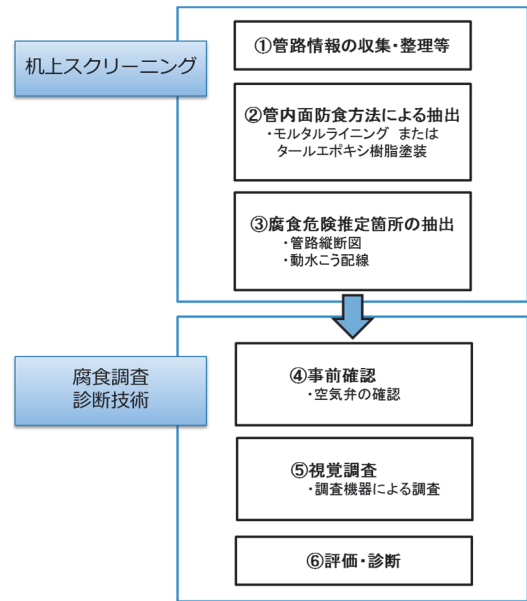 机上スクリーニング
①管路情報の収集・整理等
②管内面防食方法による抽出
・モルタルライニング または
タールエポキシ樹脂塗装
③腐食危険推定箇所の抽出
・管路縦断図
・動水こう配線
腐食調査
診断技術
④事前確認
・空気弁の確認
⑤視覚調査
・調査機器による調査
⑥評価・診断